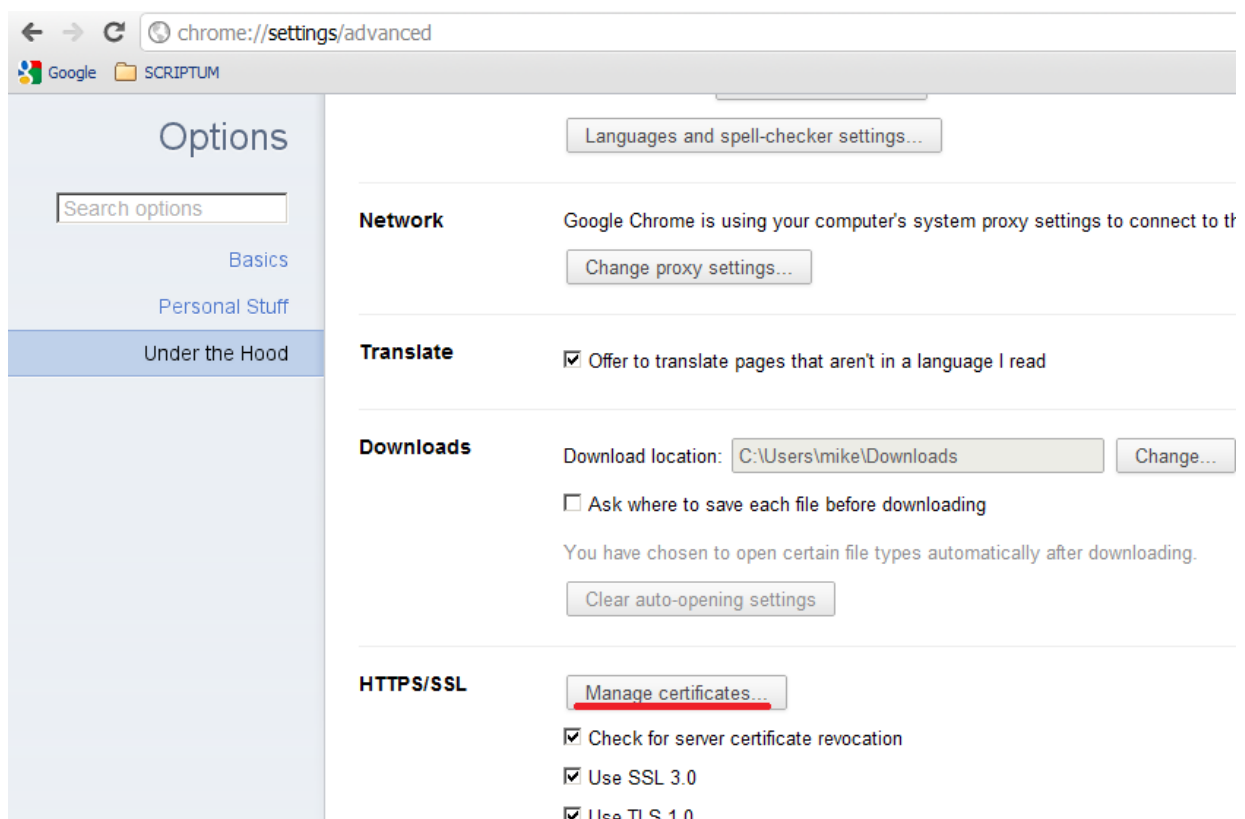 chrome://settings/advanced
Google SCRIPTUM
Options
Search options
Basics
Personal Stuff
Under the Hood
Languages and spell-checker settings...
Network
Google Chrome is using your computer's system proxy settings to connect to th
Change proxy settings...
Translate
Offer to translate pages that aren't in a language I read
Downloads
Download location: C:\Users\mike\Downloads Change...
Ask where to save each file before downloading
You have chosen to open certain file types automatically after downloading.
Clear auto-opening settings
HTTPS/SSL
Manage certificates...
Check for server certificate revocation
Use SSL 3.0
Use TLS 1.0